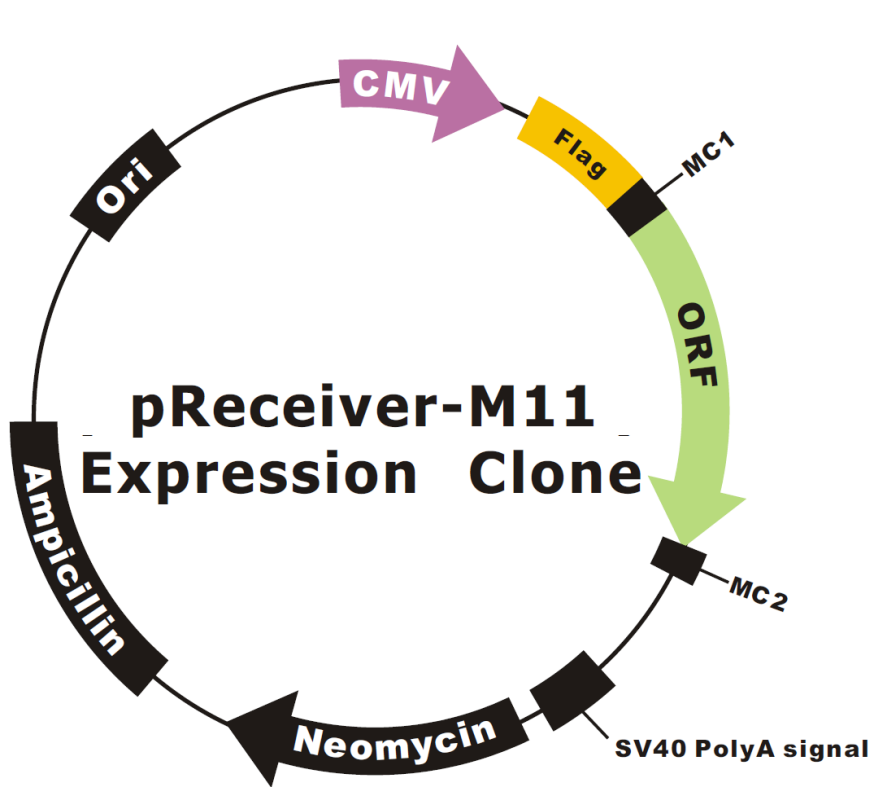 CMV
Flag
MC1
Ori
ORF
pReceiver-M11
Expression Clone
Ampicillin
MC2
Neomycin
SV40 PolyA signal